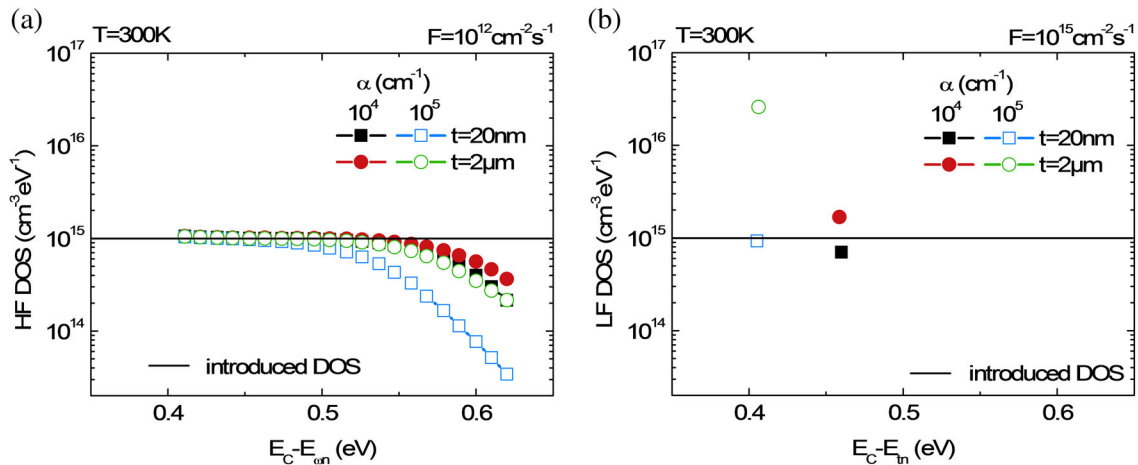 (a)
T=300K F=10¹²cm⁻²s⁻¹
10¹⁷
10¹⁶
10¹⁵
10¹⁴
HF DOS (cm⁻³eV⁻¹)
α (cm⁻¹)
10⁴ 10⁵
t=20nm
t=2μm
introduced DOS
0.4 0.5 0.6
E_C-E_ωn (eV)
(b)
T=300K F=10¹⁵cm⁻²s⁻¹
10¹⁷
10¹⁶
10¹⁵
10¹⁴
LF DOS (cm⁻³eV⁻¹)
α (cm⁻¹)
10⁴ 10⁵
t=20nm
t=2μm
introduced DOS
0.4 0.5 0.6
E_C-E_tn (eV)